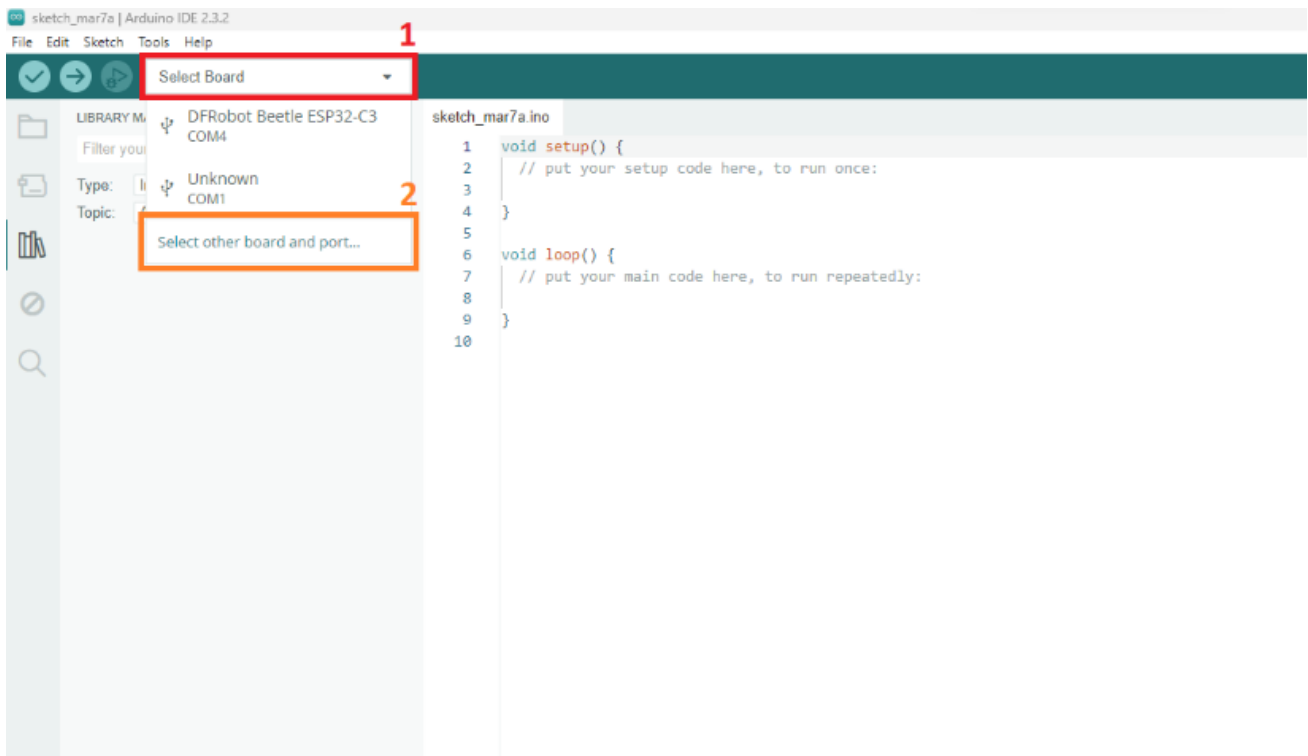 sketch_mar7a | Arduino IDE 2.3.2
File Edit Sketch Tools Help
1
Select Board
DFRobot Beetle ESP32-C3
COM4
Unknown
COM1
2
Select other board and port...
LIBRARY
Filter
Type:
Topic:
sketch_mar7a.ino
1 void setup() {
2 // put your setup code here, to run once:
3
4 }
5
6 void loop() {
7 // put your main code here, to run repeatedly:
8
9 }
10